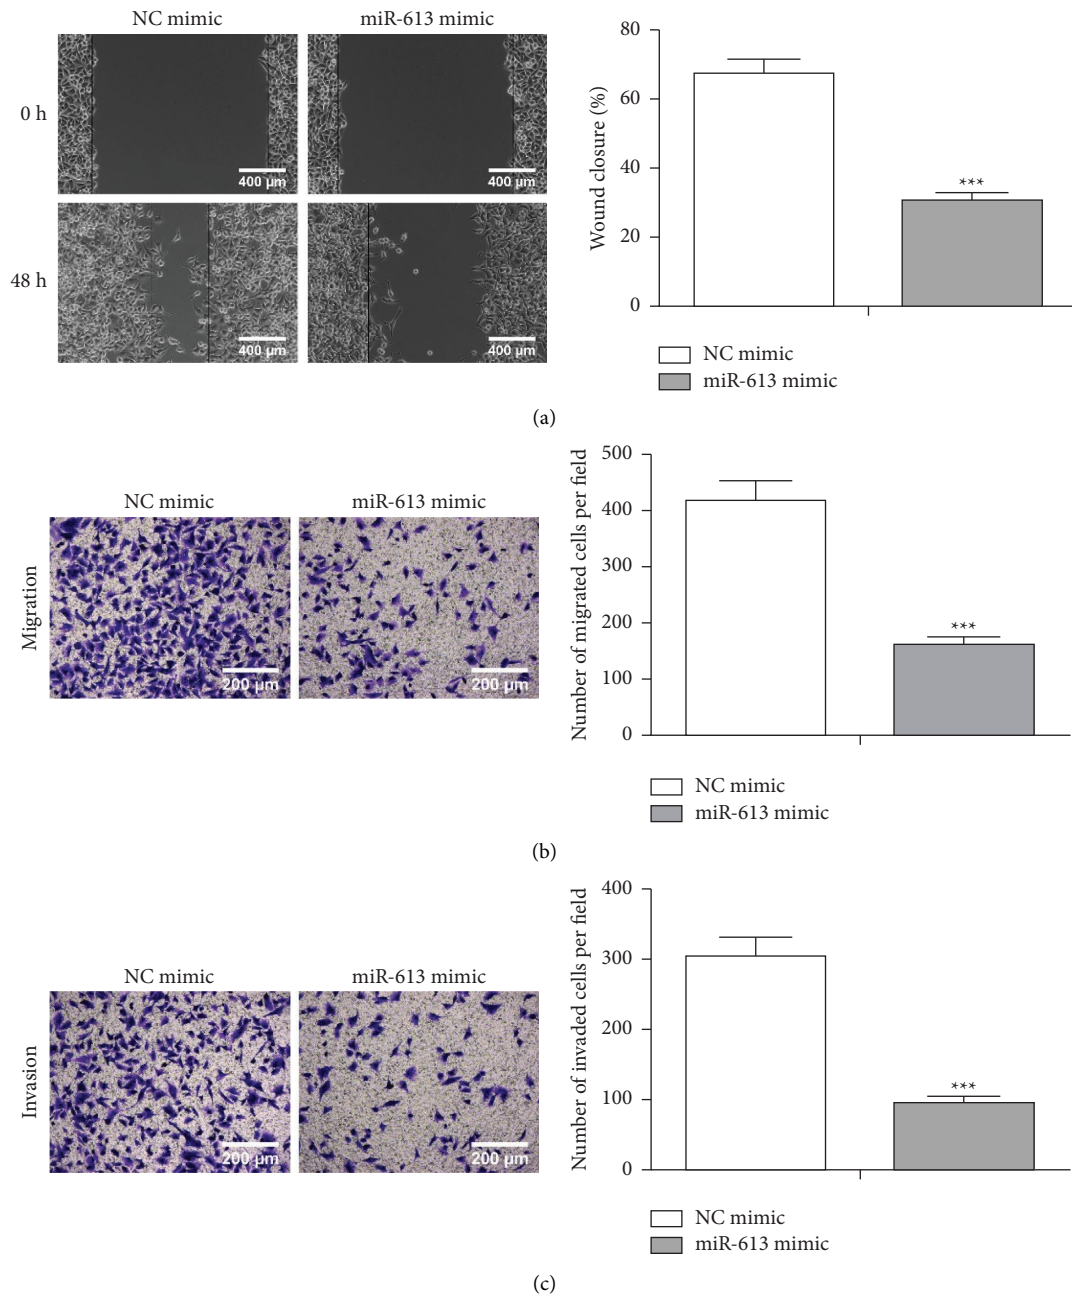 NC mimic
miR-613 mimic
0 h
400 µm
400 µm
48 h
400 µm
400 µm
Wound closure (%)
80
60
40
20
0
***
NC mimic
miR-613 mimic
(a)
NC mimic
miR-613 mimic
Migration
200 µm
200 µm
Number of migrated cells per field
500
400
300
200
100
0
***
NC mimic
miR-613 mimic
(b)
NC mimic
miR-613 mimic
Invasion
200 µm
200 µm
Number of invaded cells per field
400
300
200
100
0
***
NC mimic
miR-613 mimic
(c)